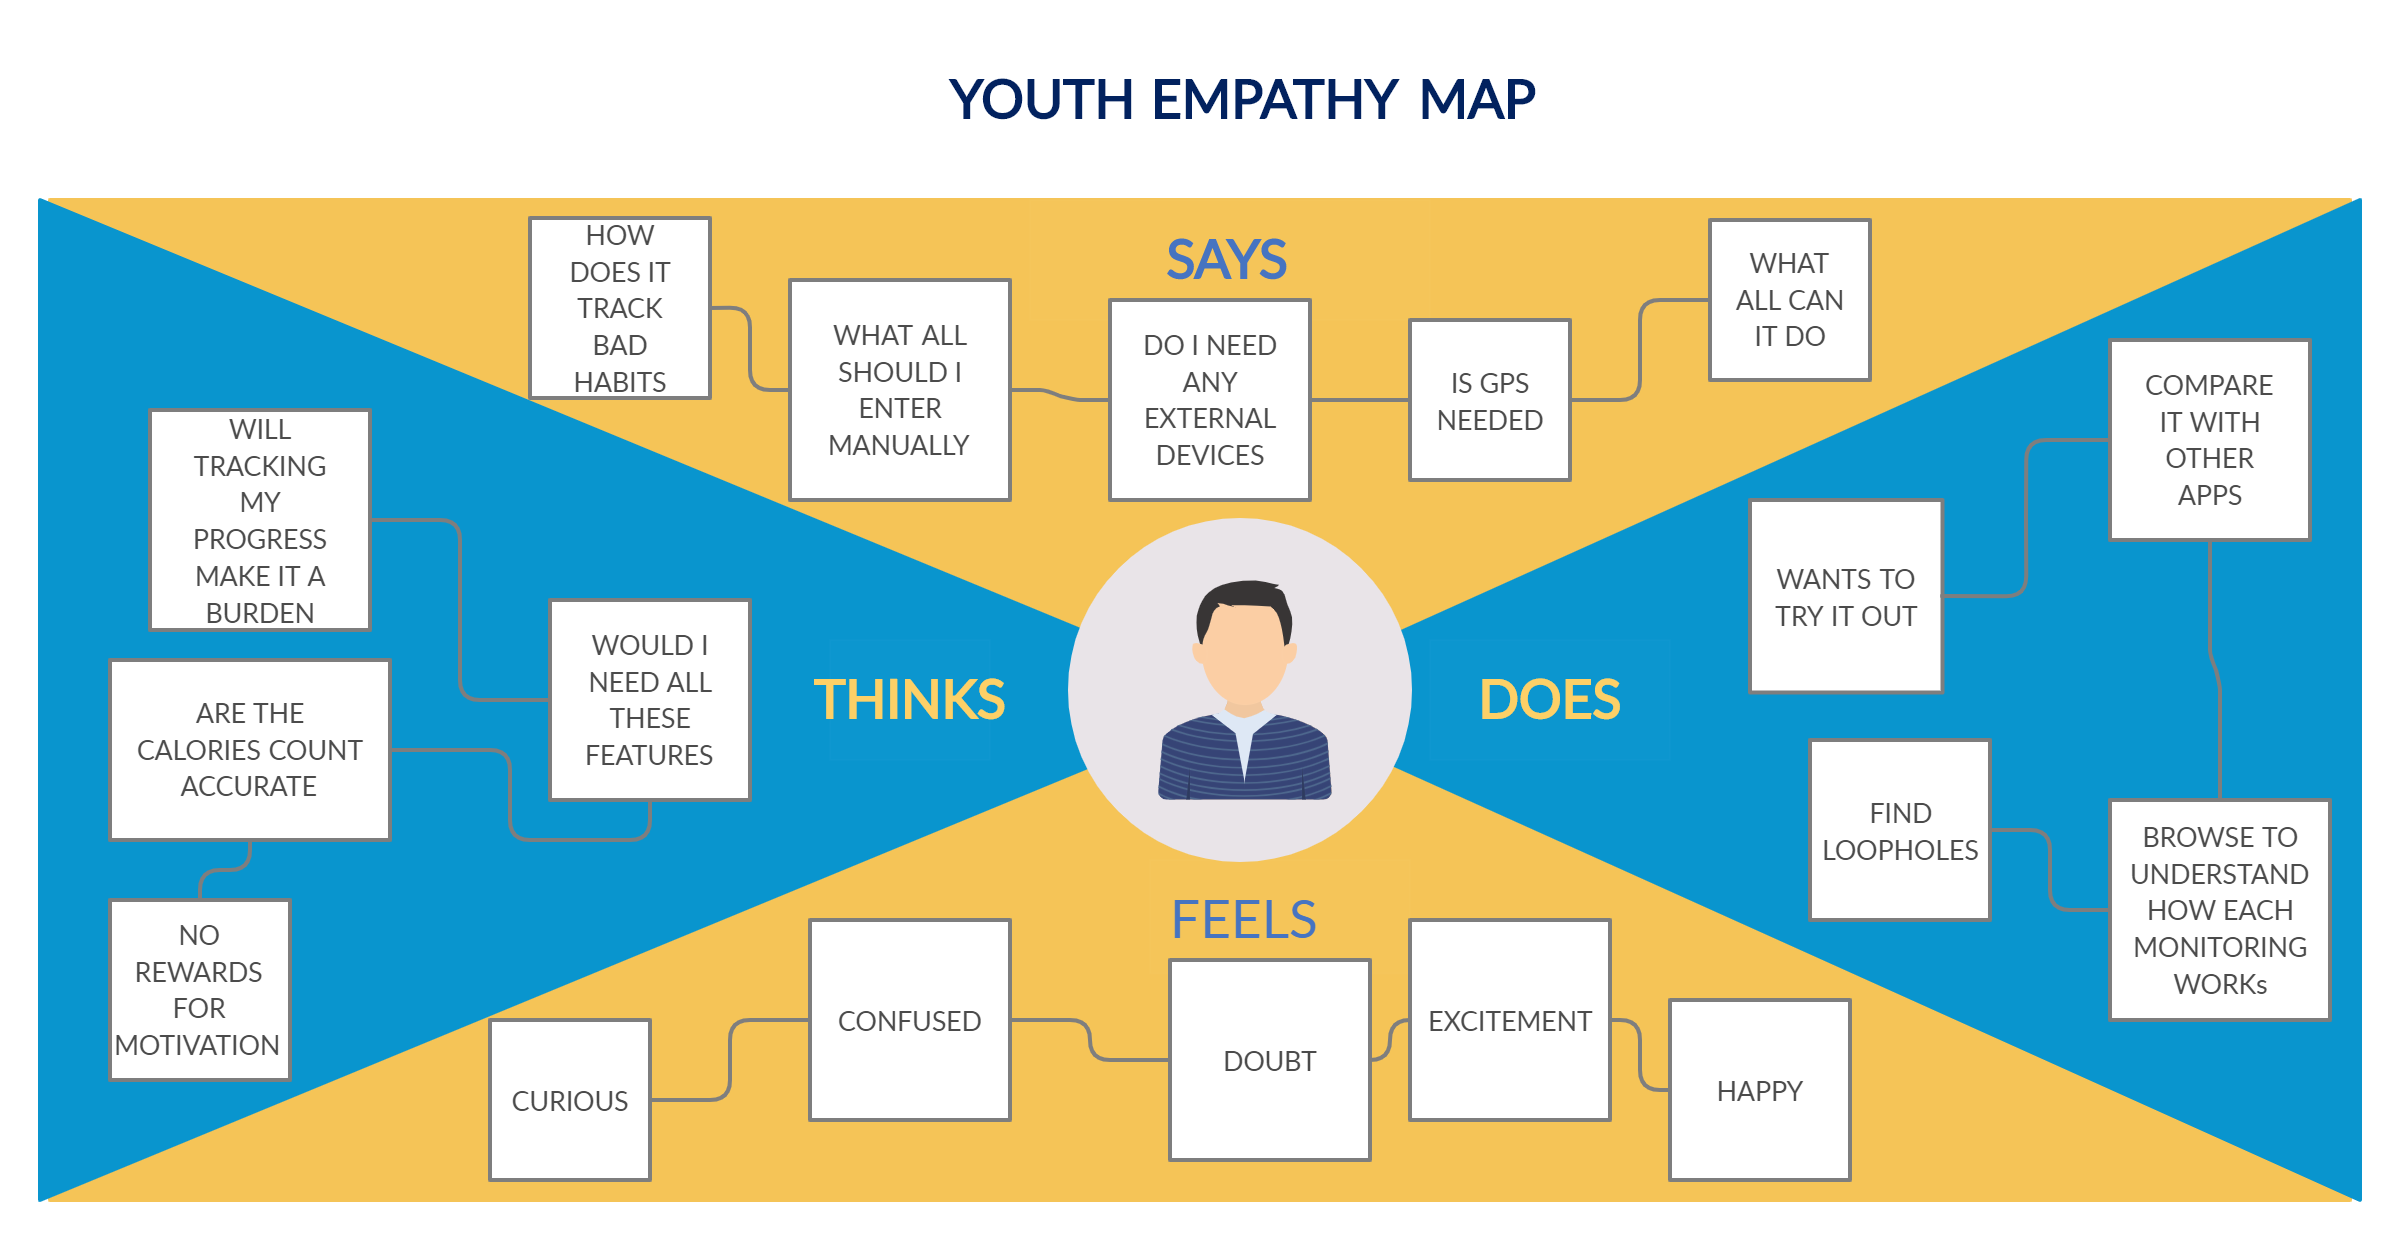 YOUTH EMPATHY MAP
SAYS
HOW
DOES IT
TRACK
BAD
HABITS
WHAT ALL
SHOULD I
ENTER
MANUALLY
DO I NEED
ANY
EXTERNAL
DEVICES
IS GPS
NEEDED
WHAT
ALL CAN
IT DO
THINKS
WILL
TRACKING
MY
PROGRESS
MAKE IT A
BURDEN
WOULD I
NEED ALL
THESE
FEATURES
ARE THE
CALORIES COUNT
ACCURATE
NO
REWARDS
FOR
MOTIVATION
DOES
WANTS TO
TRY IT OUT
COMPARE
IT WITH
OTHER
APPS
FIND
LOOPHOLES
BROWSE TO
UNDERSTAND
HOW EACH
MONITORING
WORKs
FEELS
CURIOUS
CONFUSED
DOUBT
EXCITEMENT
HAPPY